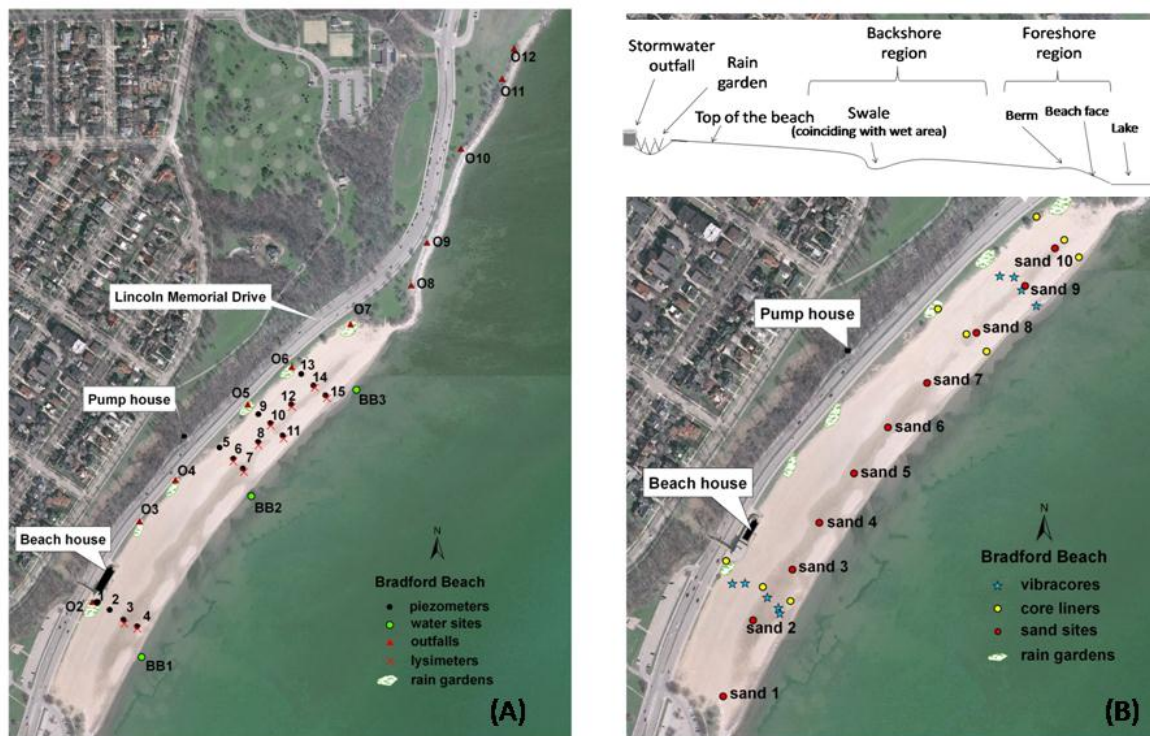 (A)
O12
O11
O10
O9
O8
Lincoln Memorial Drive
O7
O6
13
14
15
12
O5
9
10
BB3
Pump house
5
8
11
6
7
O4
BB2
O3
Beach house
N
O2
1
2
3
4
BB1
Bradford Beach
piezometers
water sites
outfalls
lysimeters
rain gardens
(B)
Stormwater
outfall
Rain
garden
Backshore
region
Foreshore
region
Top of the beach
Swale
(coinciding with wet area)
Berm
Beach face
Lake
sand 10
sand 9
Pump house
sand 8
sand 7
sand 6
sand 5
Beach house
sand 4
N
sand 3
sand 2
sand 1
Bradford Beach
vibracores
core liners
sand sites
rain gardens